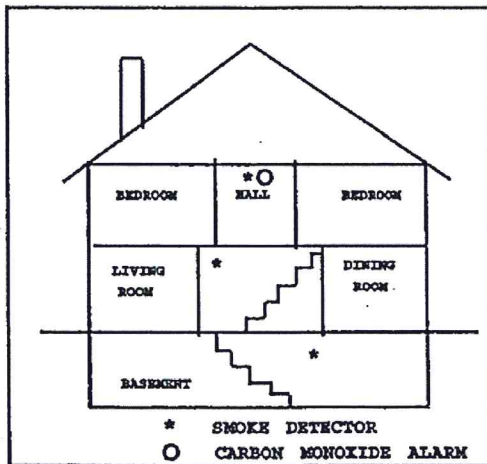 BEDROOM
HALL
BEDROOM
LIVING
ROOM
DINING
ROOM
BASEMENT
* SMOKE DETECTOR
O CARBON MONOXIDE ALARM